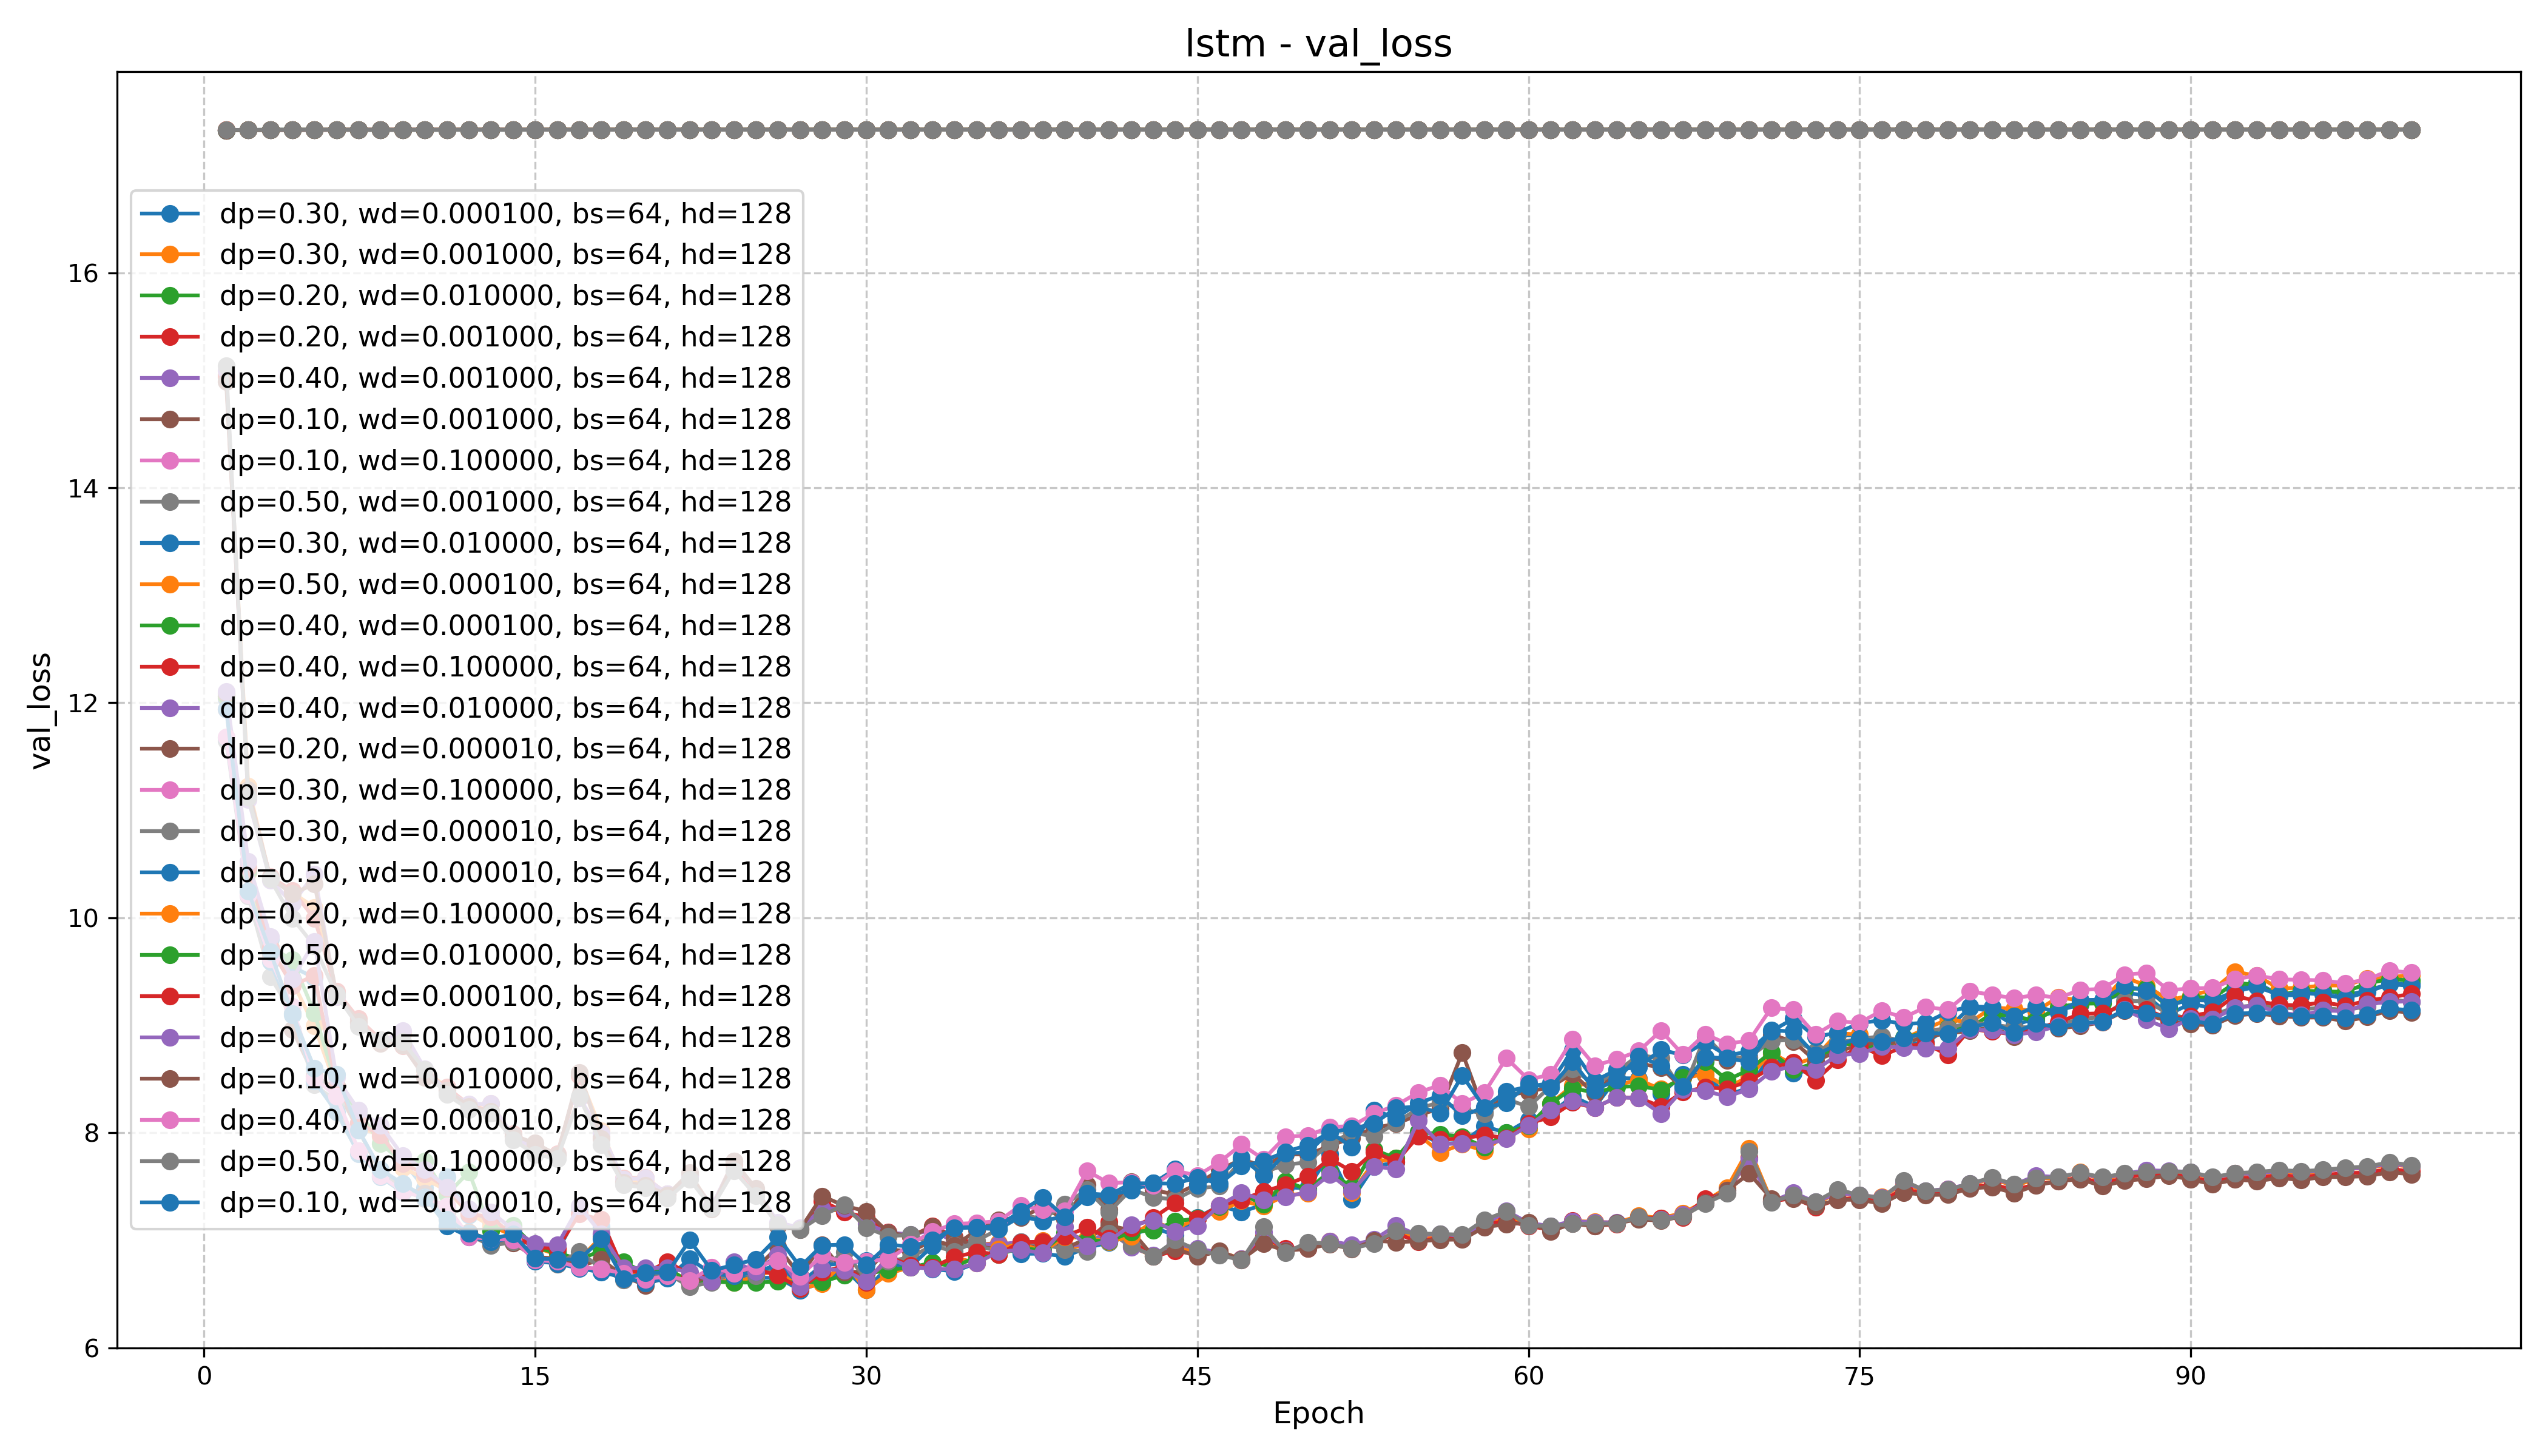 lstm - val_loss
16
14
12
10
8
6
val_loss
dp=0.30, wd=0.000100, bs=64, hd=128
dp=0.30, wd=0.001000, bs=64, hd=128
dp=0.20, wd=0.010000, bs=64, hd=128
dp=0.20, wd=0.001000, bs=64, hd=128
dp=0.40, wd=0.001000, bs=64, hd=128
dp=0.10, wd=0.001000, bs=64, hd=128
dp=0.10, wd=0.100000, bs=64, hd=128
dp=0.50, wd=0.001000, bs=64, hd=128
dp=0.30, wd=0.010000, bs=64, hd=128
dp=0.50, wd=0.000100, bs=64, hd=128
dp=0.40, wd=0.000100, bs=64, hd=128
dp=0.40, wd=0.100000, bs=64, hd=128
dp=0.40, wd=0.010000, bs=64, hd=128
dp=0.20, wd=0.000010, bs=64, hd=128
dp=0.30, wd=0.100000, bs=64, hd=128
dp=0.30, wd=0.000010, bs=64, hd=128
dp=0.50, wd=0.000010, bs=64, hd=128
dp=0.20, wd=0.100000, bs=64, hd=128
dp=0.50, wd=0.010000, bs=64, hd=128
dp=0.10, wd=0.000100, bs=64, hd=128
dp=0.20, wd=0.000100, bs=64, hd=128
dp=0.10, wd=0.010000, bs=64, hd=128
dp=0.40, wd=0.000010, bs=64, hd=128
dp=0.50, wd=0.100000, bs=64, hd=128
dp=0.10, wd=0.000010, bs=64, hd=128
0 15 30 45 60 75 90
Epoch